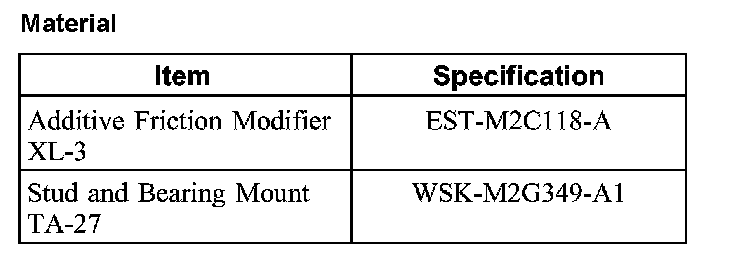 Material
Item Specification
Additive Friction Modifier EST-M2C118-A
XL-3
Stud and Bearing Mount WSK-M2G349-A1
TA-27